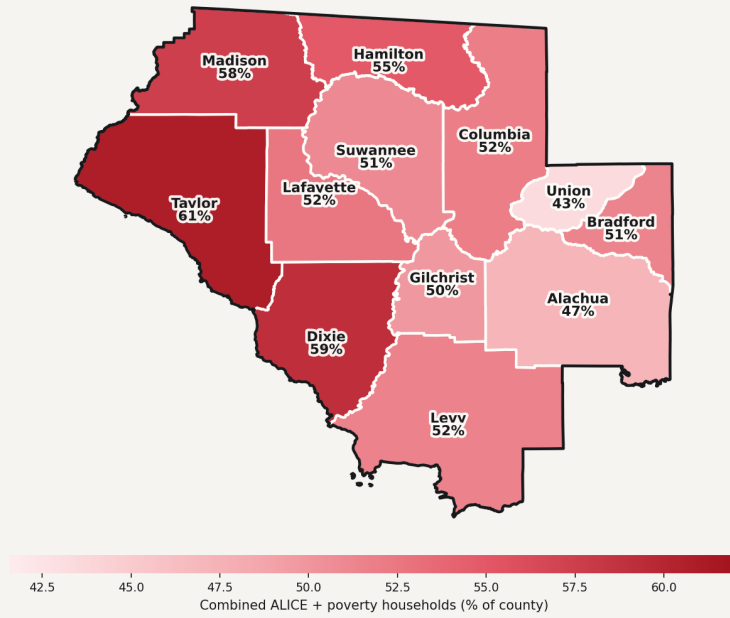 Madison
58%
Hamilton
55%
Columbia
52%
Suwannee
51%
Lafayette
52%
Union
43%
Taylor
61%
Bradford
51%
Gilchrist
50%
Alachua
47%
Dixie
59%
Levy
52%
42.5 45.0 47.5 50.0 52.5 55.0 57.5 60.0
Combined ALICE + poverty households (% of county)